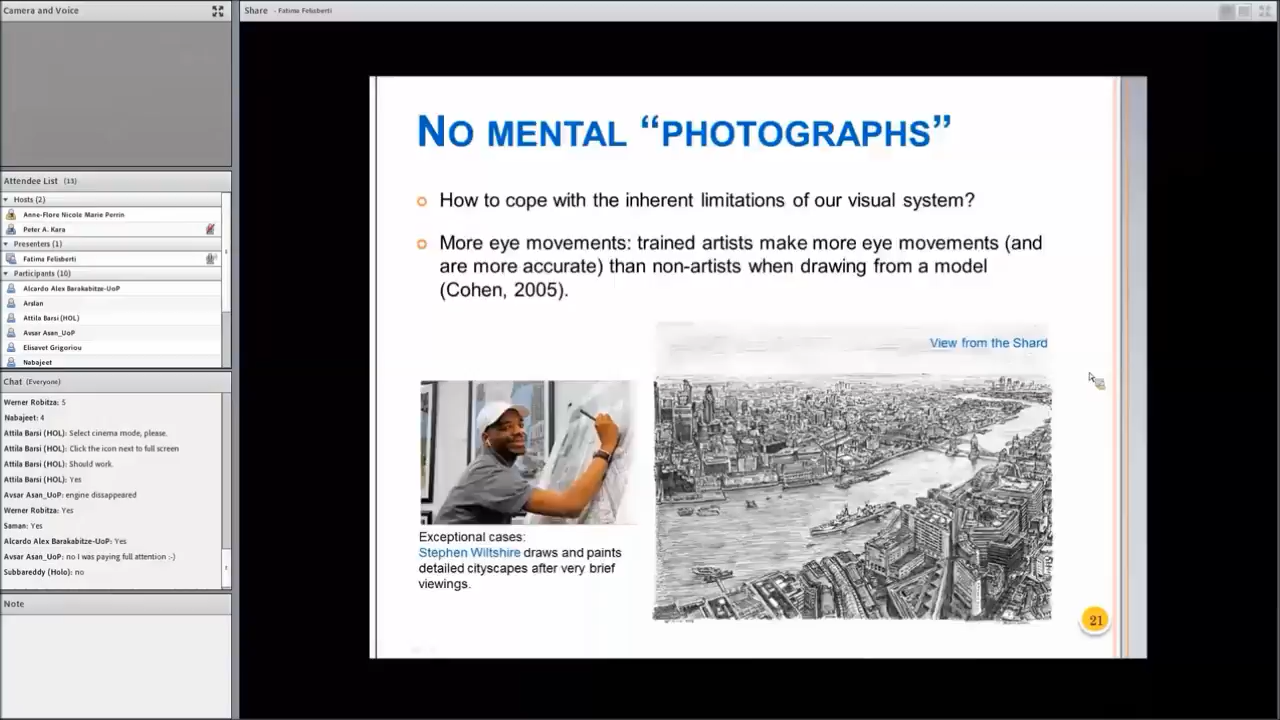 Camera and Voice
Attendee List (13)
Hosts (2)
Anne-Flore Nicole Marie Perrin
Peter A. Kara
Presenters (1)
Fatima Felisberti
Participants (10)
Alcardo Alex Barakabitze-UoP
Arslan
Attila Barsi (HOL)
Avsar Asan_UoP
Elisavet Grigoriou
Nabajeet
Chat (Everyone)
Werner Robitza: 5
Nabajeet: 4
Attila Barsi (HOL): Select cinema mode, please.
Attila Barsi (HOL): Click the icon next to full screen
Attila Barsi (HOL): Should work.
Attila Barsi (HOL): Yes
Avsar Asan_UoP: engine dissappeared
Werner Robitza: Yes
Saman: Yes
Alcardo Alex Barakabitze-UoP: Yes
Avsar Asan_UoP: no I was paying full attention :-)
Subbareddy (Holo): no
Note
Share - Fatima Felisberti
NO MENTAL “PHOTOGRAPHS”
How to cope with the inherent limitations of our visual system?
More eye movements: trained artists make more eye movements (and
are more accurate) than non-artists when drawing from a model
(Cohen, 2005).
View from the Shard
Exceptional cases:
Stephen Wiltshire draws and paints
detailed cityscapes after very brief
viewings.
21